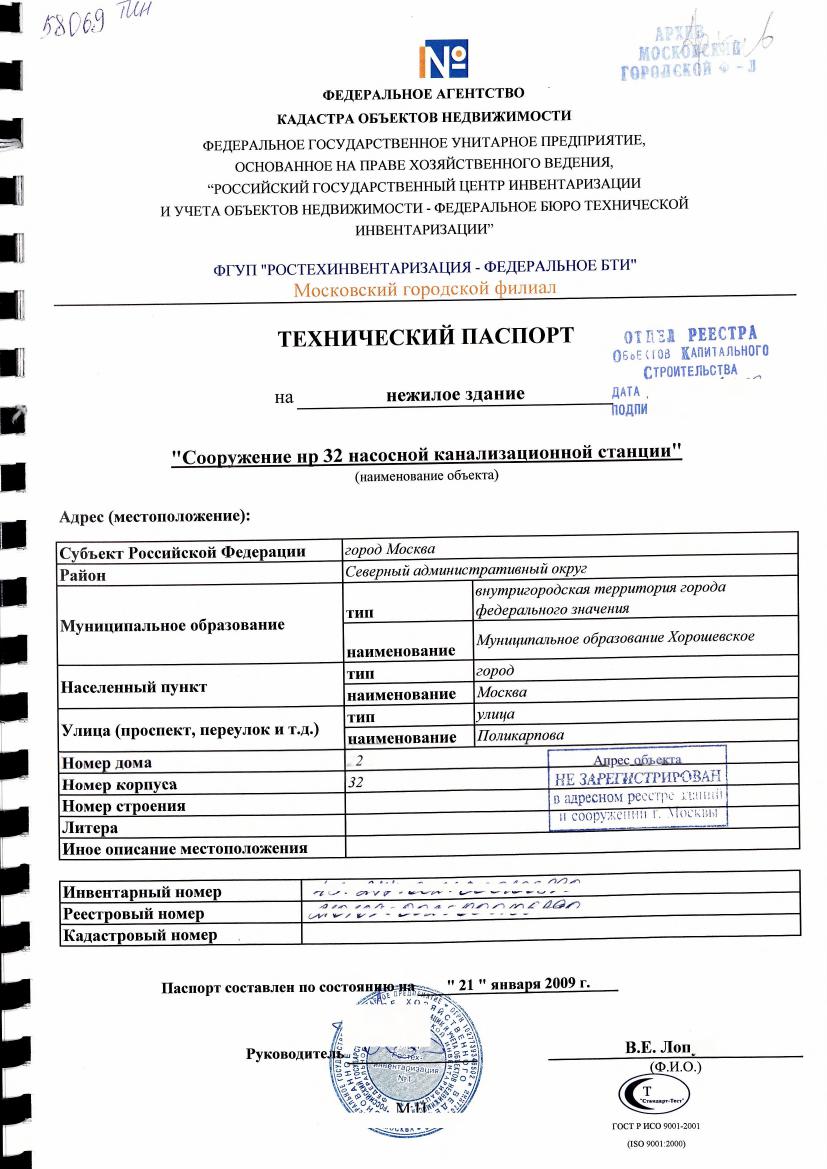 58069 ПИН
№
АРХИВ
МОСКОВСКИЙ
ГОРОДСКОЙ Ф - Л
ФЕДЕРАЛЬНОЕ АГЕНТСТВО
КАДАСТРА ОБЪЕКТОВ НЕДВИЖИМОСТИ
ФЕДЕРАЛЬНОЕ ГОСУДАРСТВЕННОЕ УНИТАРНОЕ ПРЕДПРИЯТИЕ,
ОСНОВАННОЕ НА ПРАВЕ ХОЗЯЙСТВЕННОГО ВЕДЕНИЯ,
“РОССИЙСКИЙ ГОСУДАРСТВЕННЫЙ ЦЕНТР ИНВЕНТАРИЗАЦИИ
И УЧЕТА ОБЪЕКТОВ НЕДВИЖИМОСТИ - ФЕДЕРАЛЬНОЕ БЮРО ТЕХНИЧЕСКОЙ
ИНВЕНТАРИЗАЦИИ”
ФГУП "РОСТЕХИНВЕНТАРИЗАЦИЯ - ФЕДЕРАЛЬНОЕ БТИ"
Московский городской филиал
ТЕХНИЧЕСКИЙ ПАСПОРТ
ОТДЕЛ РЕЕСТРА
ОБЪЕКТОВ КАПИТАЛЬНОГО
СТРОИТЕЛЬСТВА
ДАТА
ПОДПИ
на нежилое здание
"Сооружение нр 32 насосной канализационной станции"
(наименование объекта)
Адрес (местоположение):
Субъект Российской Федерации город Москва
Район Северный административный округ
Муниципальное образование тип внутригородская территория города
федерального значения
наименование Муниципальное образование Хорошевское
Населенный пункт тип город
наименование Москва
Улица (проспект, переулок и т.д.) тип улица
наименование Поликарпова
Номер дома 2
Номер корпуса 32
Номер строения
Литера
Иное описание местоположения
Адрес объекта
НЕ ЗАРЕГИСТРИРОВАН
в адресном реестре зданий
и сооружений г. Москвы
Инвентарный номер
Реестровый номер
Кадастровый номер
Паспорт составлен по состоянию на " 21 " января 2009 г.
Руководитель
В.Е. Лоп
(Ф.И.О.)
Ростех-
инвентаризация
№1
М.П.
Т
"Стандарт-Тест"
ГОСТ Р ИСО 9001-2001
(ISO 9001:2000)